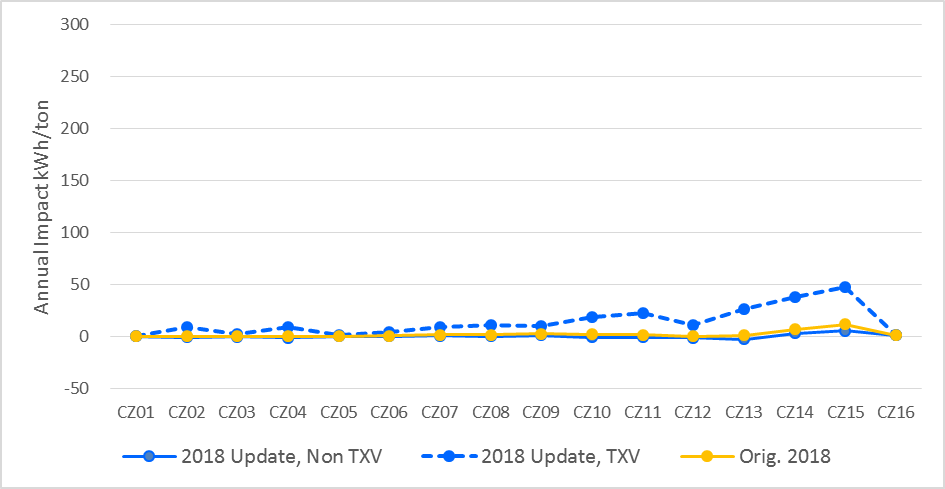 300
250
200
150
100
50
0
-50
Annual Impact kWh/ton
CZ01 CZ02 CZ03 CZ04 CZ05 CZ06 CZ07 CZ08 CZ09 CZ10 CZ11 CZ12 CZ13 CZ14 CZ15 CZ16
2018 Update, Non TXV 2018 Update, TXV Orig. 2018